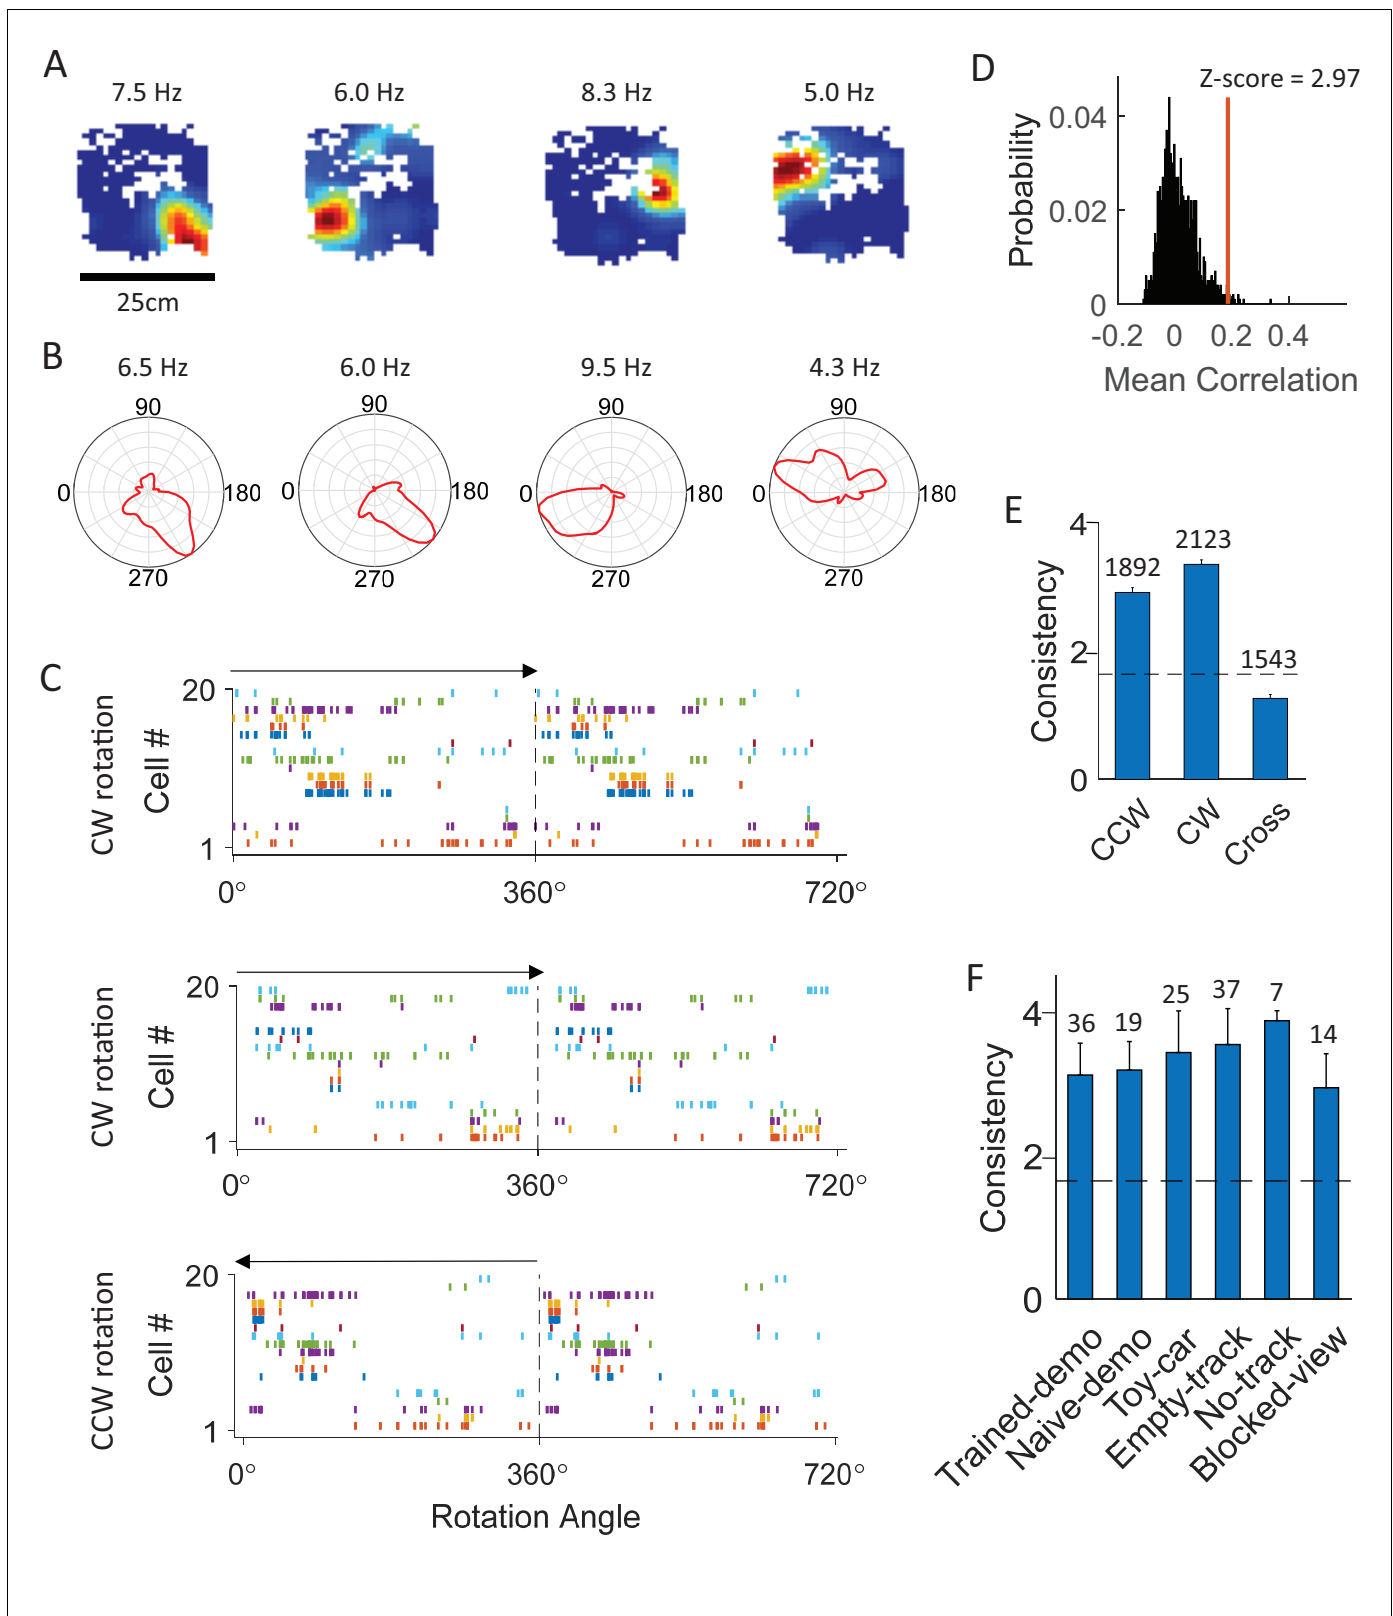 A
7.5 Hz 6.0 Hz 8.3 Hz 5.0 Hz
25cm
B
6.5 Hz 6.0 Hz 9.5 Hz 4.3 Hz
90 90 90 90
0 180 0 180 0 180 0 180
270 270 270 270
C
CW rotation
Cell #
20
1
0° 360° 720°
CW rotation
Cell #
20
1
0° 360° 720°
CCW rotation
Cell #
20
1
0° 360° 720°
Rotation Angle
D
Z-score = 2.97
Probability
0.04
0.02
0
-0.2 0 0.2 0.4
Mean Correlation
E
Consistency
4
2
0
1892 2123 1543
CCW CW Cross
F
Consistency
4
2
0
36 19 25 37 7 14
Trained-demo
Naive-demo
Toy-car
Empty-track
No-track
Blocked-view